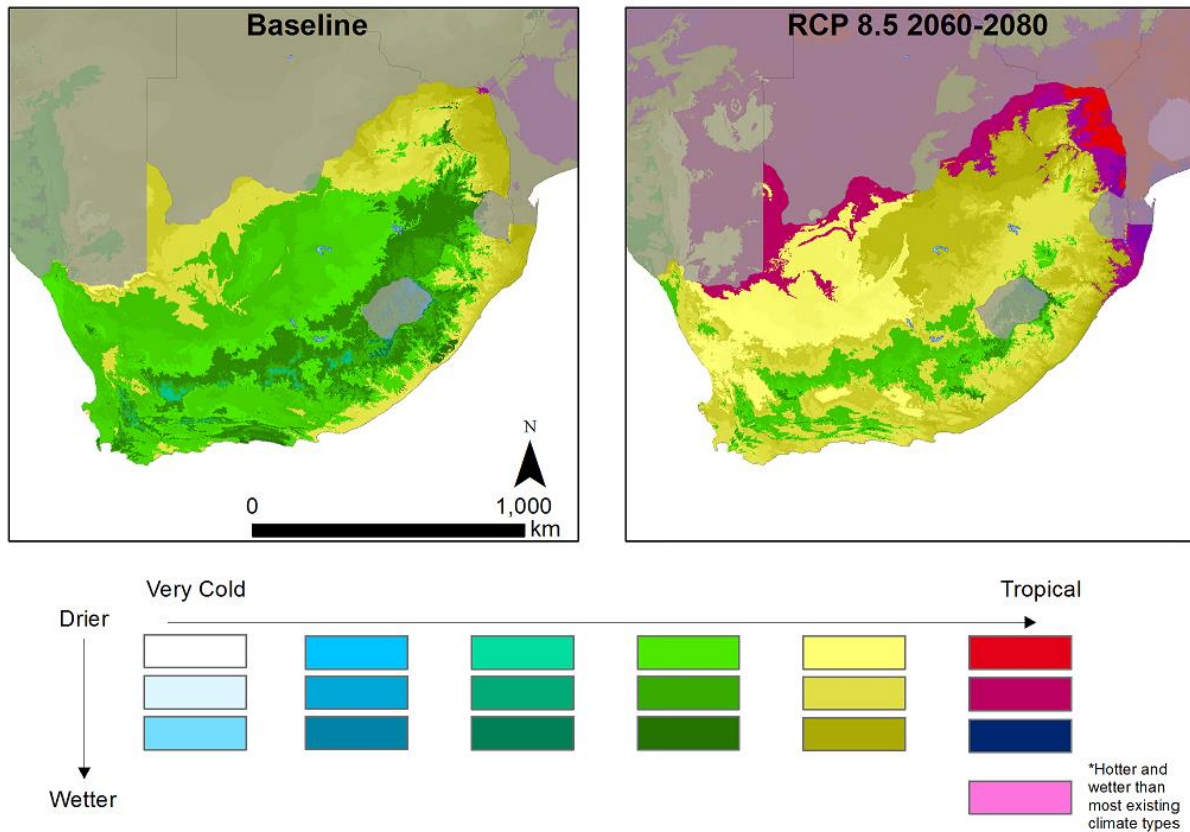 Baseline
RCP 8.5 2060-2080
N
0 1,000
km
Very Cold Tropical
Drier
Wetter
*Hotter and
wetter than
most existing
climate types